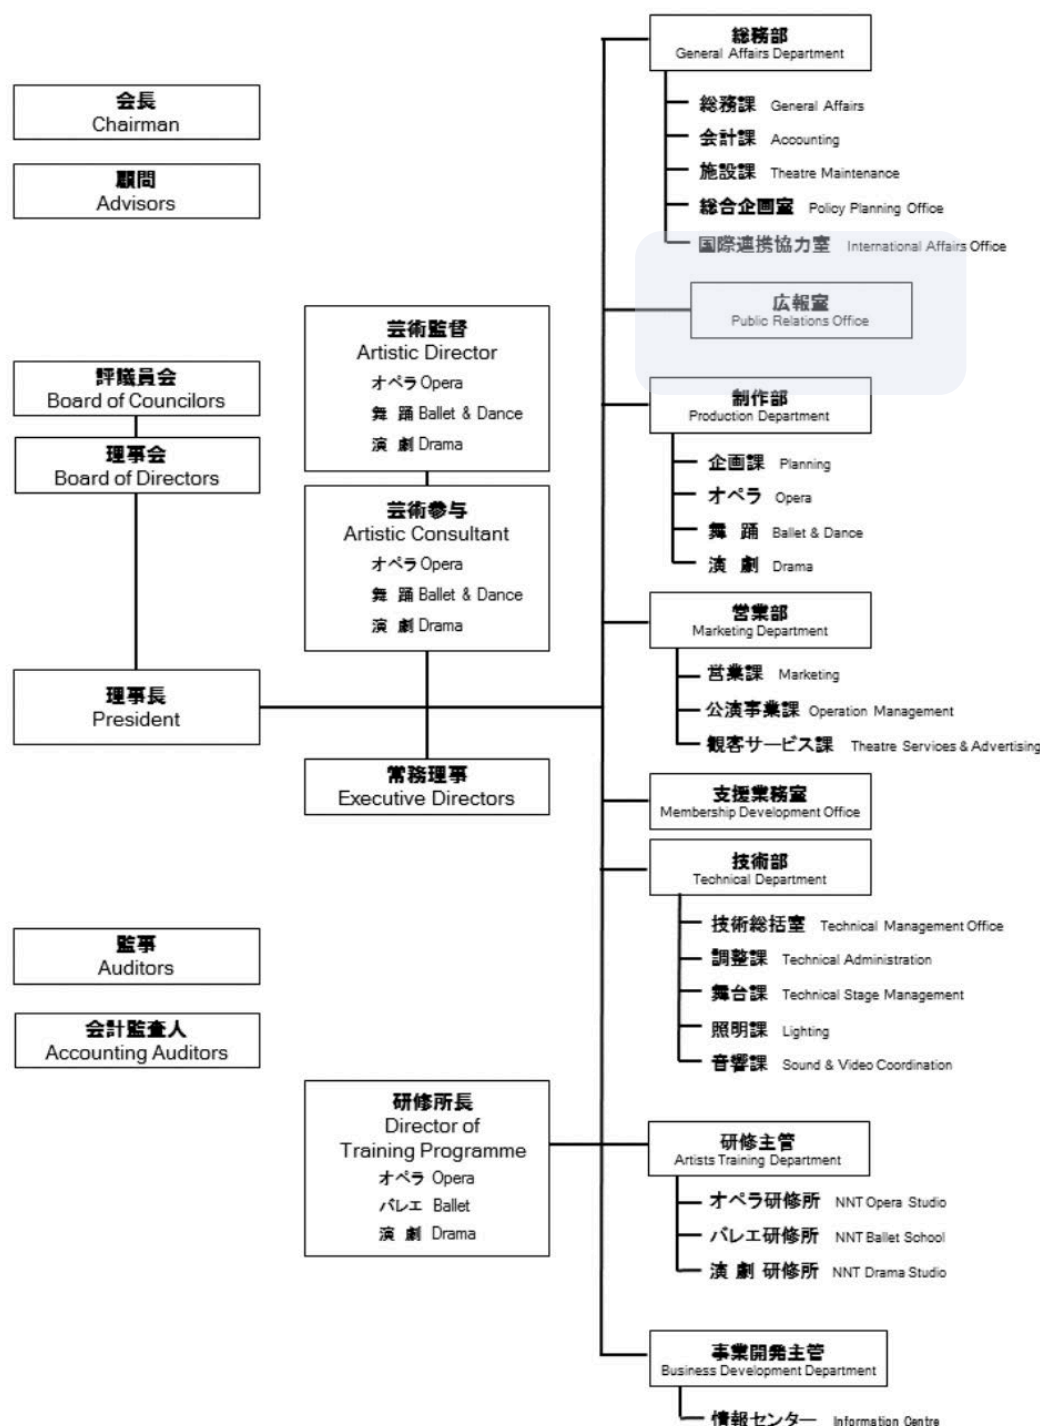 会長
Chairman
顧問
Advisors
評議員会
Board of Councilors
理事会
Board of Directors
理事長
President
監事
Auditors
会計監査人
Accounting Auditors
芸術監督
Artistic Director
オペラ Opera
舞 踊 Ballet & Dance
演 劇 Drama
芸術参与
Artistic Consultant
オペラ Opera
舞 踊 Ballet & Dance
演 劇 Drama
常務理事
Executive Directors
研修所長
Director of
Training Programme
オペラ Opera
バレエ Ballet
演 劇 Drama
総務部
General Affairs Department
総務課 General Affairs
会計課 Accounting
施設課 Theatre Maintenance
総合企画室 Policy Planning Office
国際連携協力室 International Affairs Office
広報室
Public Relations Office
制作部
Production Department
企画課 Planning
オペラ Opera
舞 踊 Ballet & Dance
演 劇 Drama
営業部
Marketing Department
営業課 Marketing
公演事業課 Operation Management
観客サービス課 Theatre Services & Advertising
支援業務室
Membership Development Office
技術部
Technical Department
技術総括室 Technical Management Office
調整課 Technical Administration
舞台課 Technical Stage Management
照明課 Lighting
音響課 Sound & Video Coordination
研修主管
Artists Training Department
オペラ研修所 NNT Opera Studio
バレエ研修所 NNT Ballet School
演 劇 研修所 NNT Drama Studio
事業開発主管
Business Development Department
情報センター Information Centre